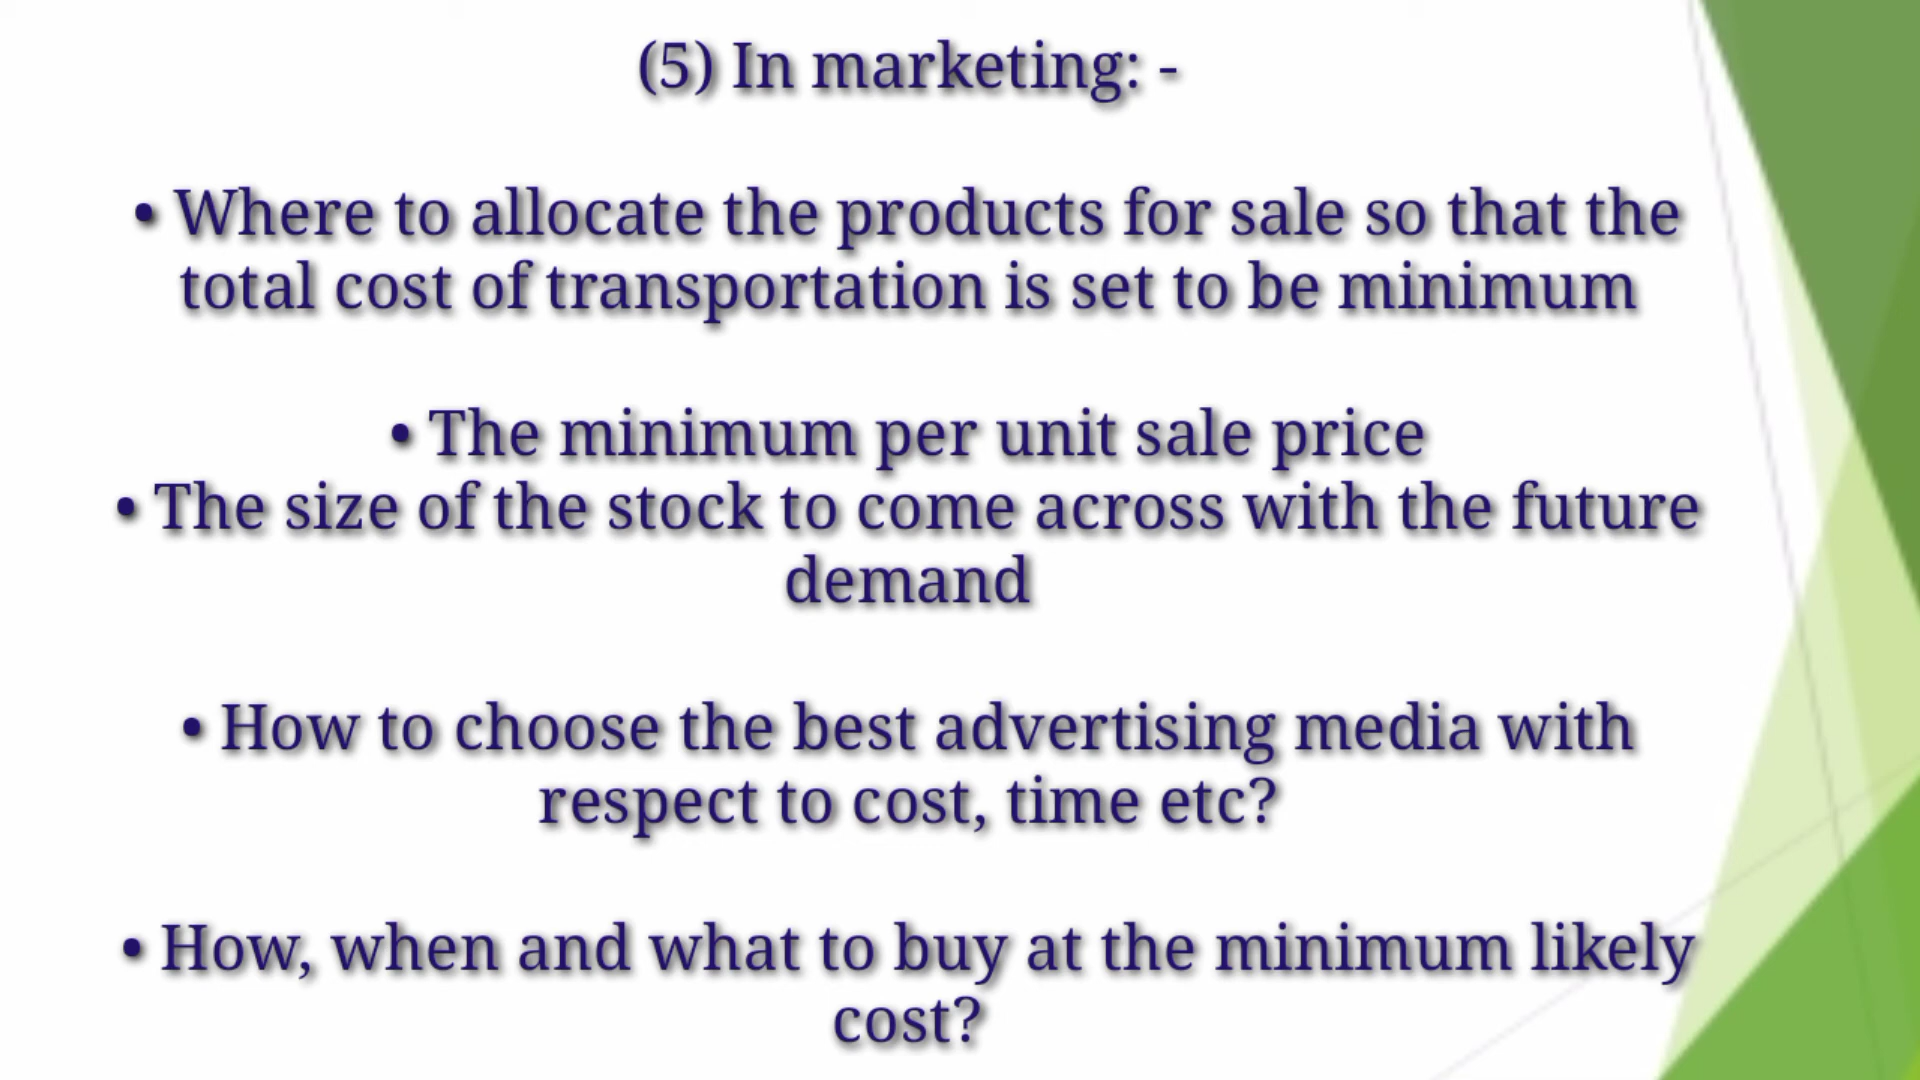 (5) In marketing: -
• Where to allocate the products for sale so that the
total cost of transportation is set to be minimum
• The minimum per unit sale price
• The size of the stock to come across with the future
demand
• How to choose the best advertising media with
respect to cost, time etc?
• How, when and what to buy at the minimum likely
cost?